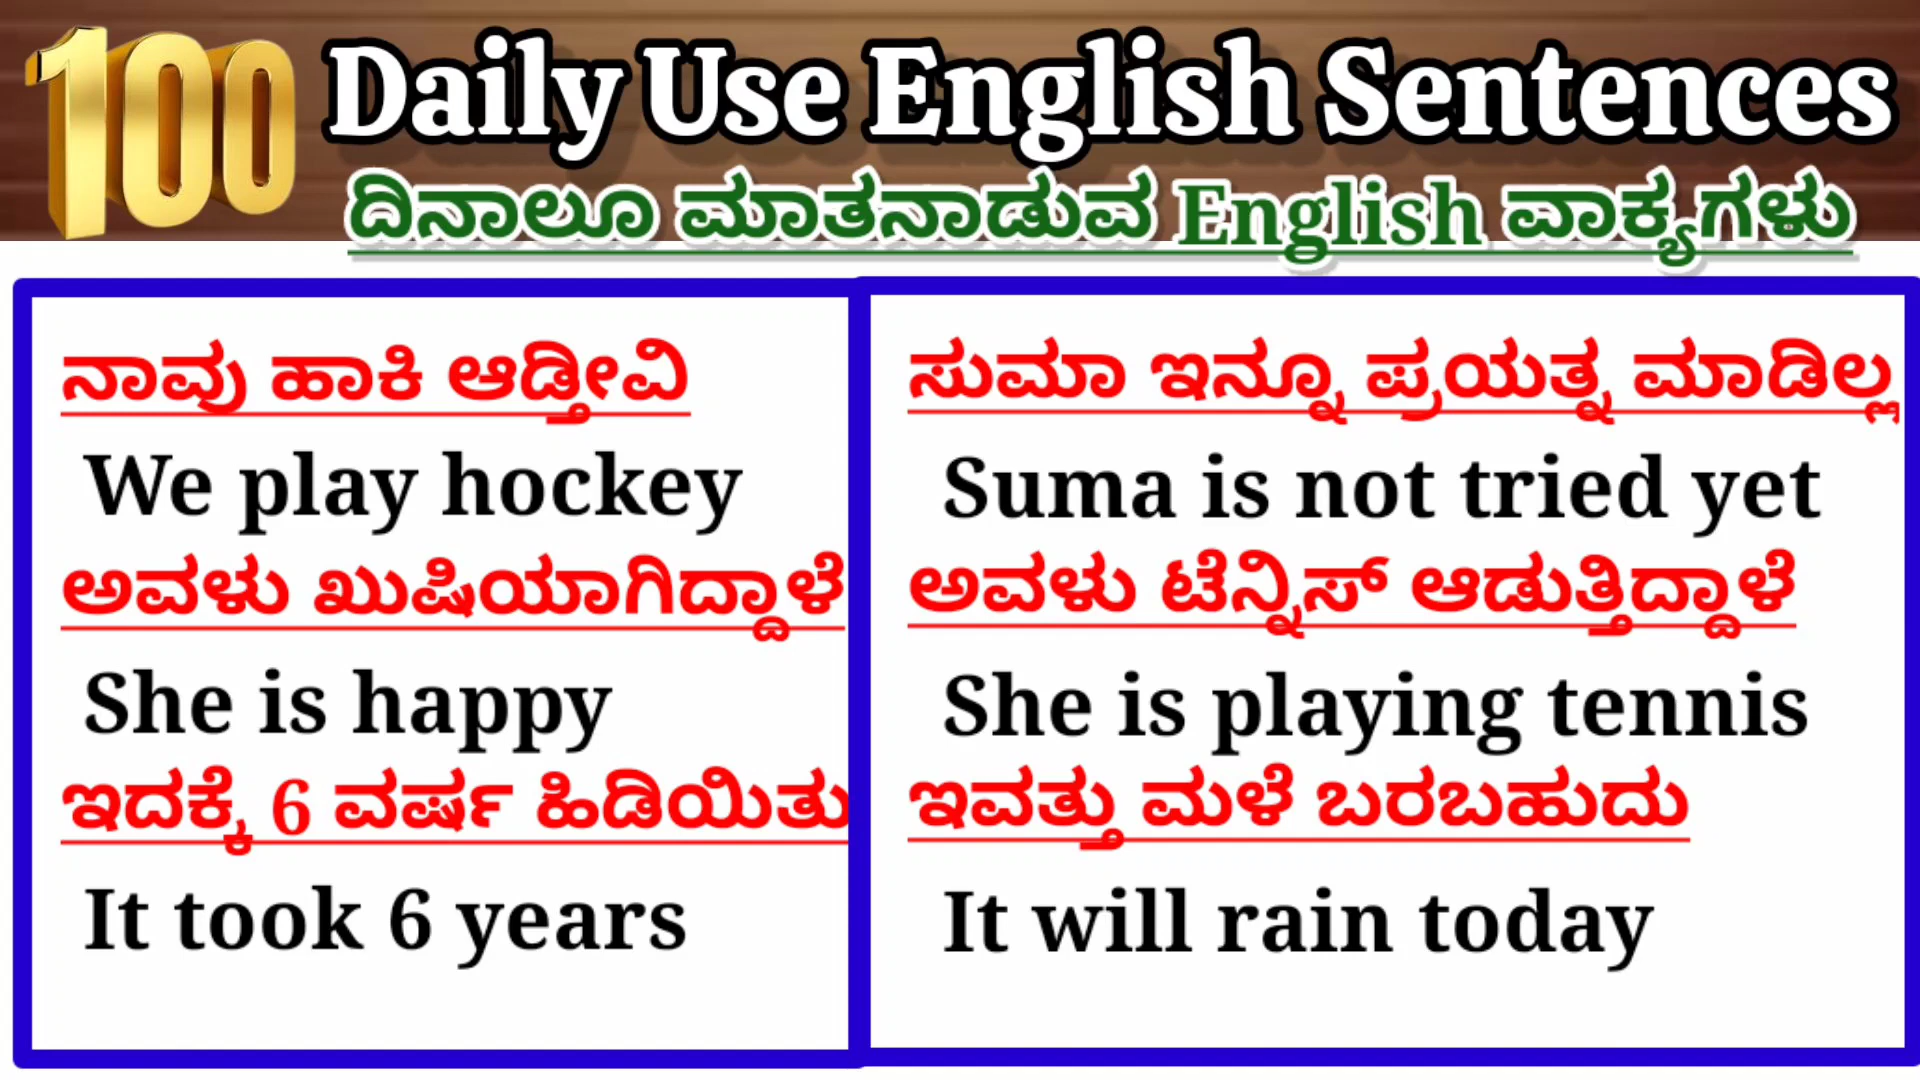 100 Daily Use English Sentences
ದಿನಾಲೂ ಮಾತನಾಡುವ English ವಾಕ್ಯಗಳು
ನಾವು ಹಾಕಿ ಆಡ್ತೀವಿ
We play hockey
ಅವಳು ಖುಷಿಯಾಗಿದ್ದಾಳೆ
She is happy
ಇದಕ್ಕೆ 6 ವರ್ಷ ಹಿಡಿಯಿತು
It took 6 years
ಸುಮಾ ಇನ್ನೂ ಪ್ರಯತ್ನ ಮಾಡಿಲ್ಲ
Suma is not tried yet
ಅವಳು ಟೆನ್ನಿಸ್ ಆಡುತ್ತಿದ್ದಾಳೆ
She is playing tennis
ಇವತ್ತು ಮಳೆ ಬರಬಹುದು
It will rain today